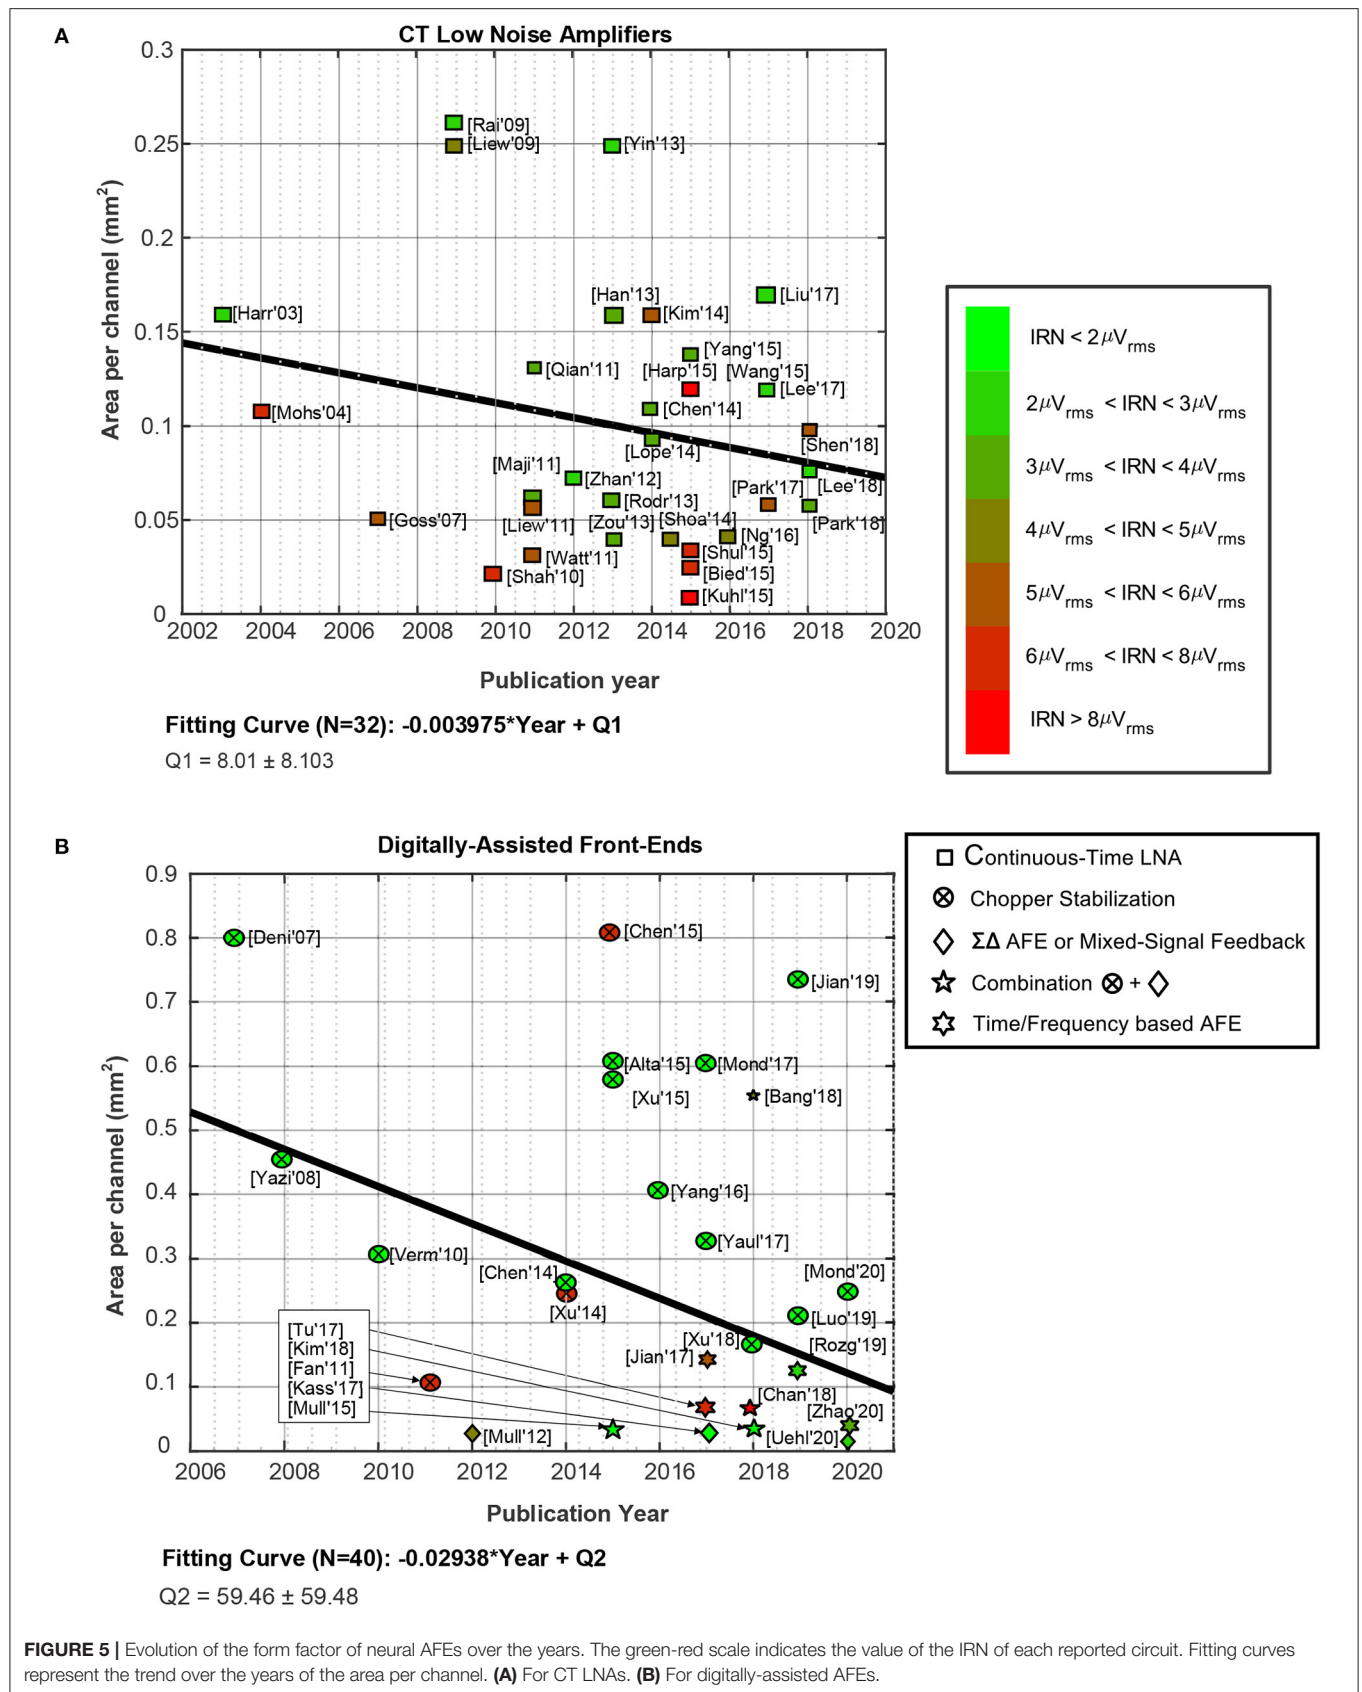 A
CT Low Noise Amplifiers
0.3
0.25
0.2
0.15
0.1
0.05
0
Area per channel (mm²)
[Rai'09]
[Liew'09]
[Yin'13]
[Harr'03]
[Han'13]
[Kim'14]
[Liu'17]
[Yang'15]
[Qian'11]
[Harp'15]
[Wang'15]
[Lee'17]
[Mohs'04]
[Chen'14]
[Shen'18]
[Lope'14]
[Maji'11]
[Zhan'12]
[Lee'18]
[Park'17]
[Rodr'13]
[Goss'07]
[Liew'11]
[Zou'13]
[Shoa'14]
[Park'18]
[Ng'16]
[Watt'11]
[Shul'15]
[Shah'10]
[Bied'15]
[Kuhl'15]
2002 2004 2006 2008 2010 2012 2014 2016 2018 2020
Publication year
Fitting Curve (N=32): -0.003975*Year + Q1
Q1 = 8.01 ± 8.103
IRN < 2μVrms
2μVrms < IRN < 3μVrms
3μVrms < IRN < 4μVrms
4μVrms < IRN < 5μVrms
5μVrms < IRN < 6μVrms
6μVrms < IRN < 8μVrms
IRN > 8μVrms
B
Digitally-Assisted Front-Ends
0.9
0.8
0.7
0.6
0.5
0.4
0.3
0.2
0.1
0
Area per channel (mm²)
[Deni'07]
[Chen'15]
[Jian'19]
[Alta'15]
[Mond'17]
[Xu'15]
[Bang'18]
[Yazi'08]
[Yang'16]
[Verm'10]
[Yaul'17]
[Chen'14]
[Mond'20]
[Xu'14]
[Luo'19]
[Tu'17]
[Kim'18]
[Fan'11]
[Kass'17]
[Mull'15]
[Xu'18]
[Rozg'19]
[Jian'17]
[Chan'18]
[Zhao'20]
[Mull'12]
[Uehl'20]
2006 2008 2010 2012 2014 2016 2018 2020
Publication Year
Fitting Curve (N=40): -0.02938*Year + Q2
Q2 = 59.46 ± 59.48
Continuous-Time LNA
Chopper Stabilization
ΣΔ AFE or Mixed-Signal Feedback
Combination ⊗ + ◇
Time/Frequency based AFE
FIGURE 5 | Evolution of the form factor of neural AFEs over the years. The green-red scale indicates the value of the IRN of each reported circuit. Fitting curves
represent the trend over the years of the area per channel. (A) For CT LNAs. (B) For digitally-assisted AFEs.